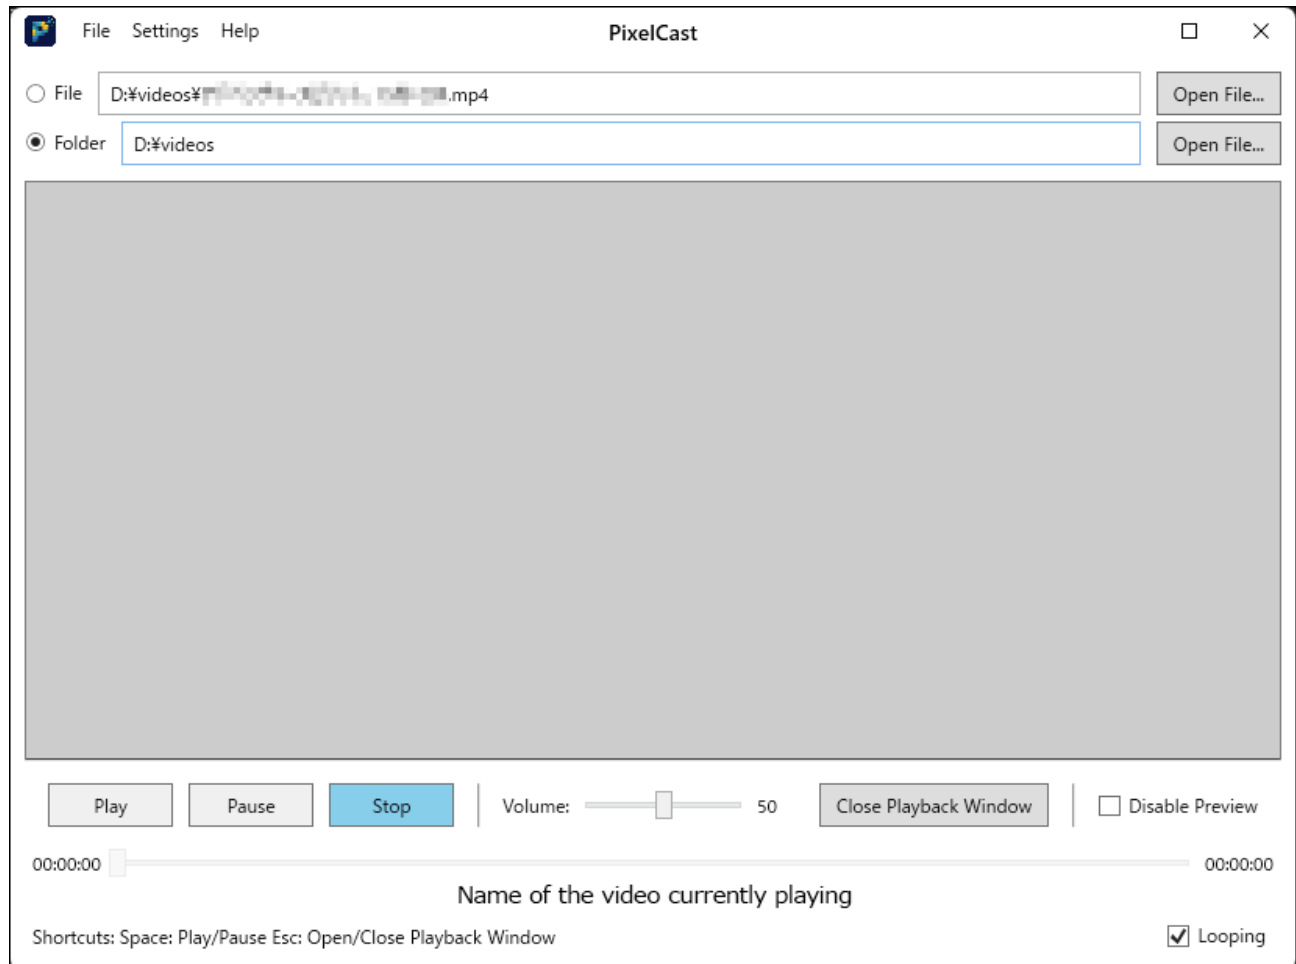 File Settings Help PixelCast
File D:¥videos¥ .mp4 Open File...
Folder D:¥videos Open File...
Play Pause Stop Volume: 50 Close Playback Window Disable Preview
00:00:00 00:00:00
Name of the video currently playing
Shortcuts: Space: Play/Pause Esc: Open/Close Playback Window Looping